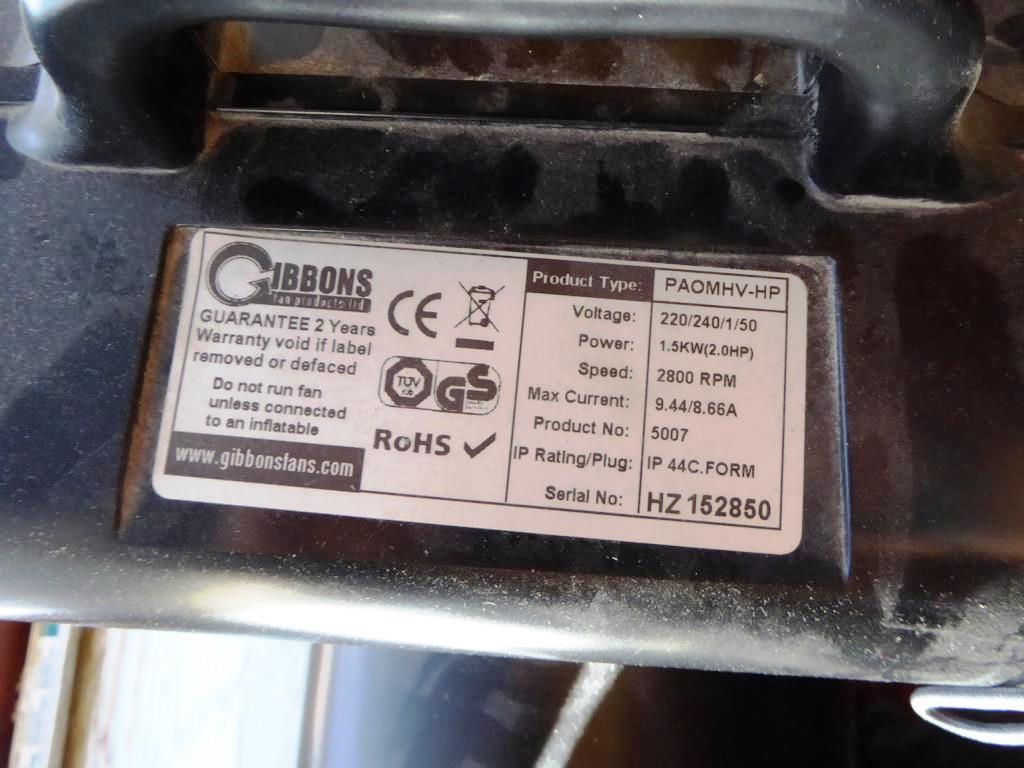 GIBBONS
fan products ltd
GUARANTEE 2 Years
Warranty void if label
removed or defaced
Do not run fan
unless connected
to an inflatable
www.gibbonsfans.com
CE
TÜV
GS
RoHS ✓
Product Type: PAOMHV-HP
Voltage: 220/240/1/50
Power: 1.5KW(2.0HP)
Speed: 2800 RPM
Max Current: 9.44/8.66A
Product No: 5007
IP Rating/Plug: IP 44C.FORM
Serial No: HZ 152850